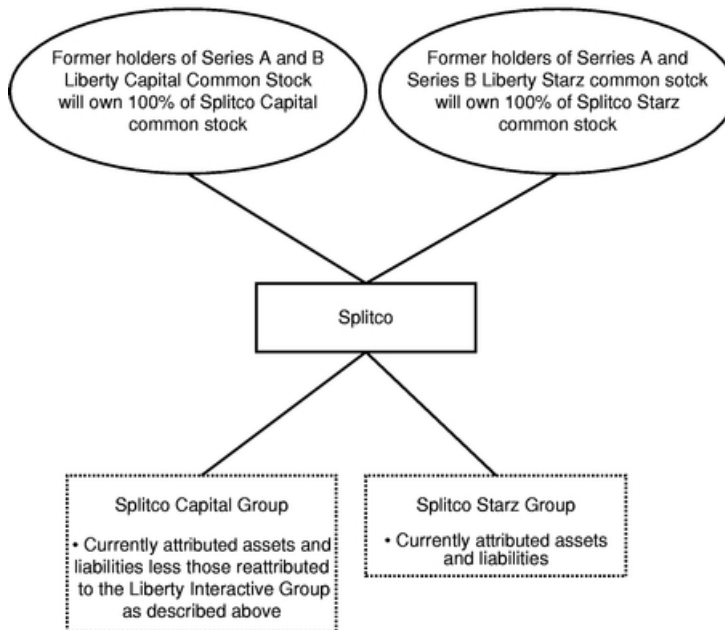 Former holders of Series A and B
Liberty Capital Common Stock
will own 100% of Splitco Capital
common stock
Former holders of Serries A and
Series B Liberty Starz common sotck
will own 100% of Splitco Starz
common stock
Splitco
Splitco Capital Group
• Currently attributed assets and
liabilities less those reattributed
to the Liberty Interactive Group
as described above
Splitco Starz Group
• Currently attributed assets
and liabilities